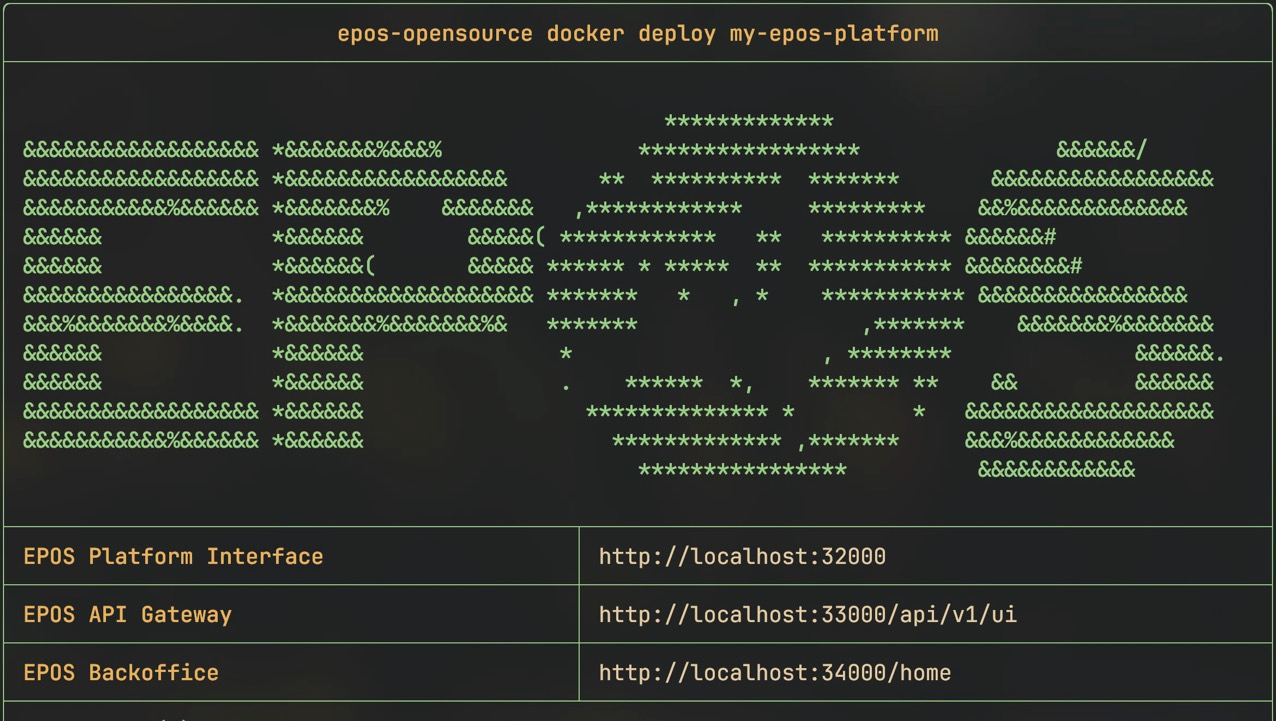 epos-opensource docker deploy my-epos-platform
                                                 *************
&&&&&&&&&&&&&&&&&& *&&&&&&&%&&&%               *****************               &&&&&&/
&&&&&&&&&&&&&&&&&& *&&&&&&&&&&&&&&&&&       **  **********  *******       &&&&&&&&&&&&&&&&&
&&&&&&&&&&&%&&&&&& *&&&&&&&%    &&&&&&&   ,************     *********    &&%&&&&&&&&&&&&&
&&&&&&             *&&&&&&        &&&&&( ************   **   ********** &&&&&&#
&&&&&&             *&&&&&&(       &&&&& ****** * *****  **  *********** &&&&&&&&#
&&&&&&&&&&&&&&&&.  *&&&&&&&&&&&&&&&&&&& *******   *   , *    *********** &&&&&&&&&&&&&&&&
&&&%&&&&&&&%&&&&.  *&&&&&&&%&&&&&&&%&   *******                 ,*******    &&&&&&&%&&&&&&&
&&&&&&             *&&&&&&               *                   , ********              &&&&&&.
&&&&&&             *&&&&&&               .    ******  *,    ******* **    &&         &&&&&&
&&&&&&&&&&&&&&&&&& *&&&&&&                 ************** *         *   &&&&&&&&&&&&&&&&&&&
&&&&&&&&&&&%&&&&&& *&&&&&&                   ************* ,*******     &&&%&&&&&&&&&&&&
                                               ****************          &&&&&&&&&&&&
EPOS Platform Interface http://localhost:32000
EPOS API Gateway http://localhost:33000/api/v1/ui
EPOS Backoffice http://localhost:34000/home